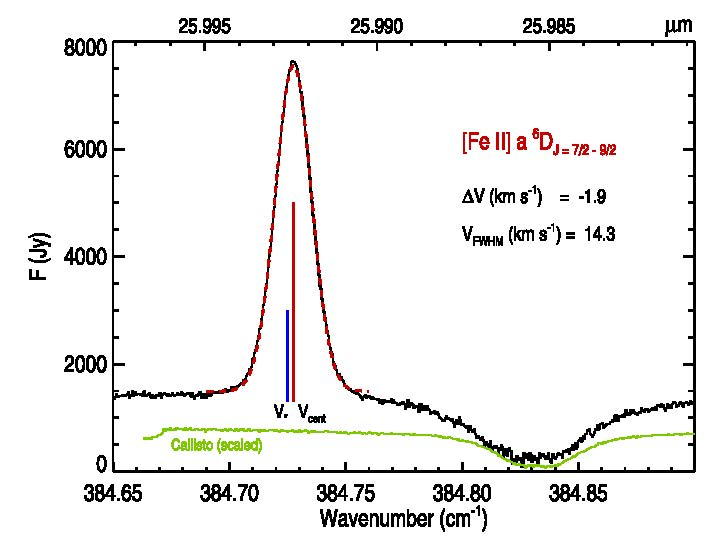 25.995 25.990 25.985 μm
8000
6000
4000
2000
0
F (Jy)
[Fe II] a ⁶D J = 7/2 - 9/2
ΔV (km s⁻¹) = -1.9
V FWHM (km s⁻¹) = 14.3
V* V cent
Callisto (scaled)
384.65 384.70 384.75 384.80 384.85
Wavenumber (cm⁻¹)